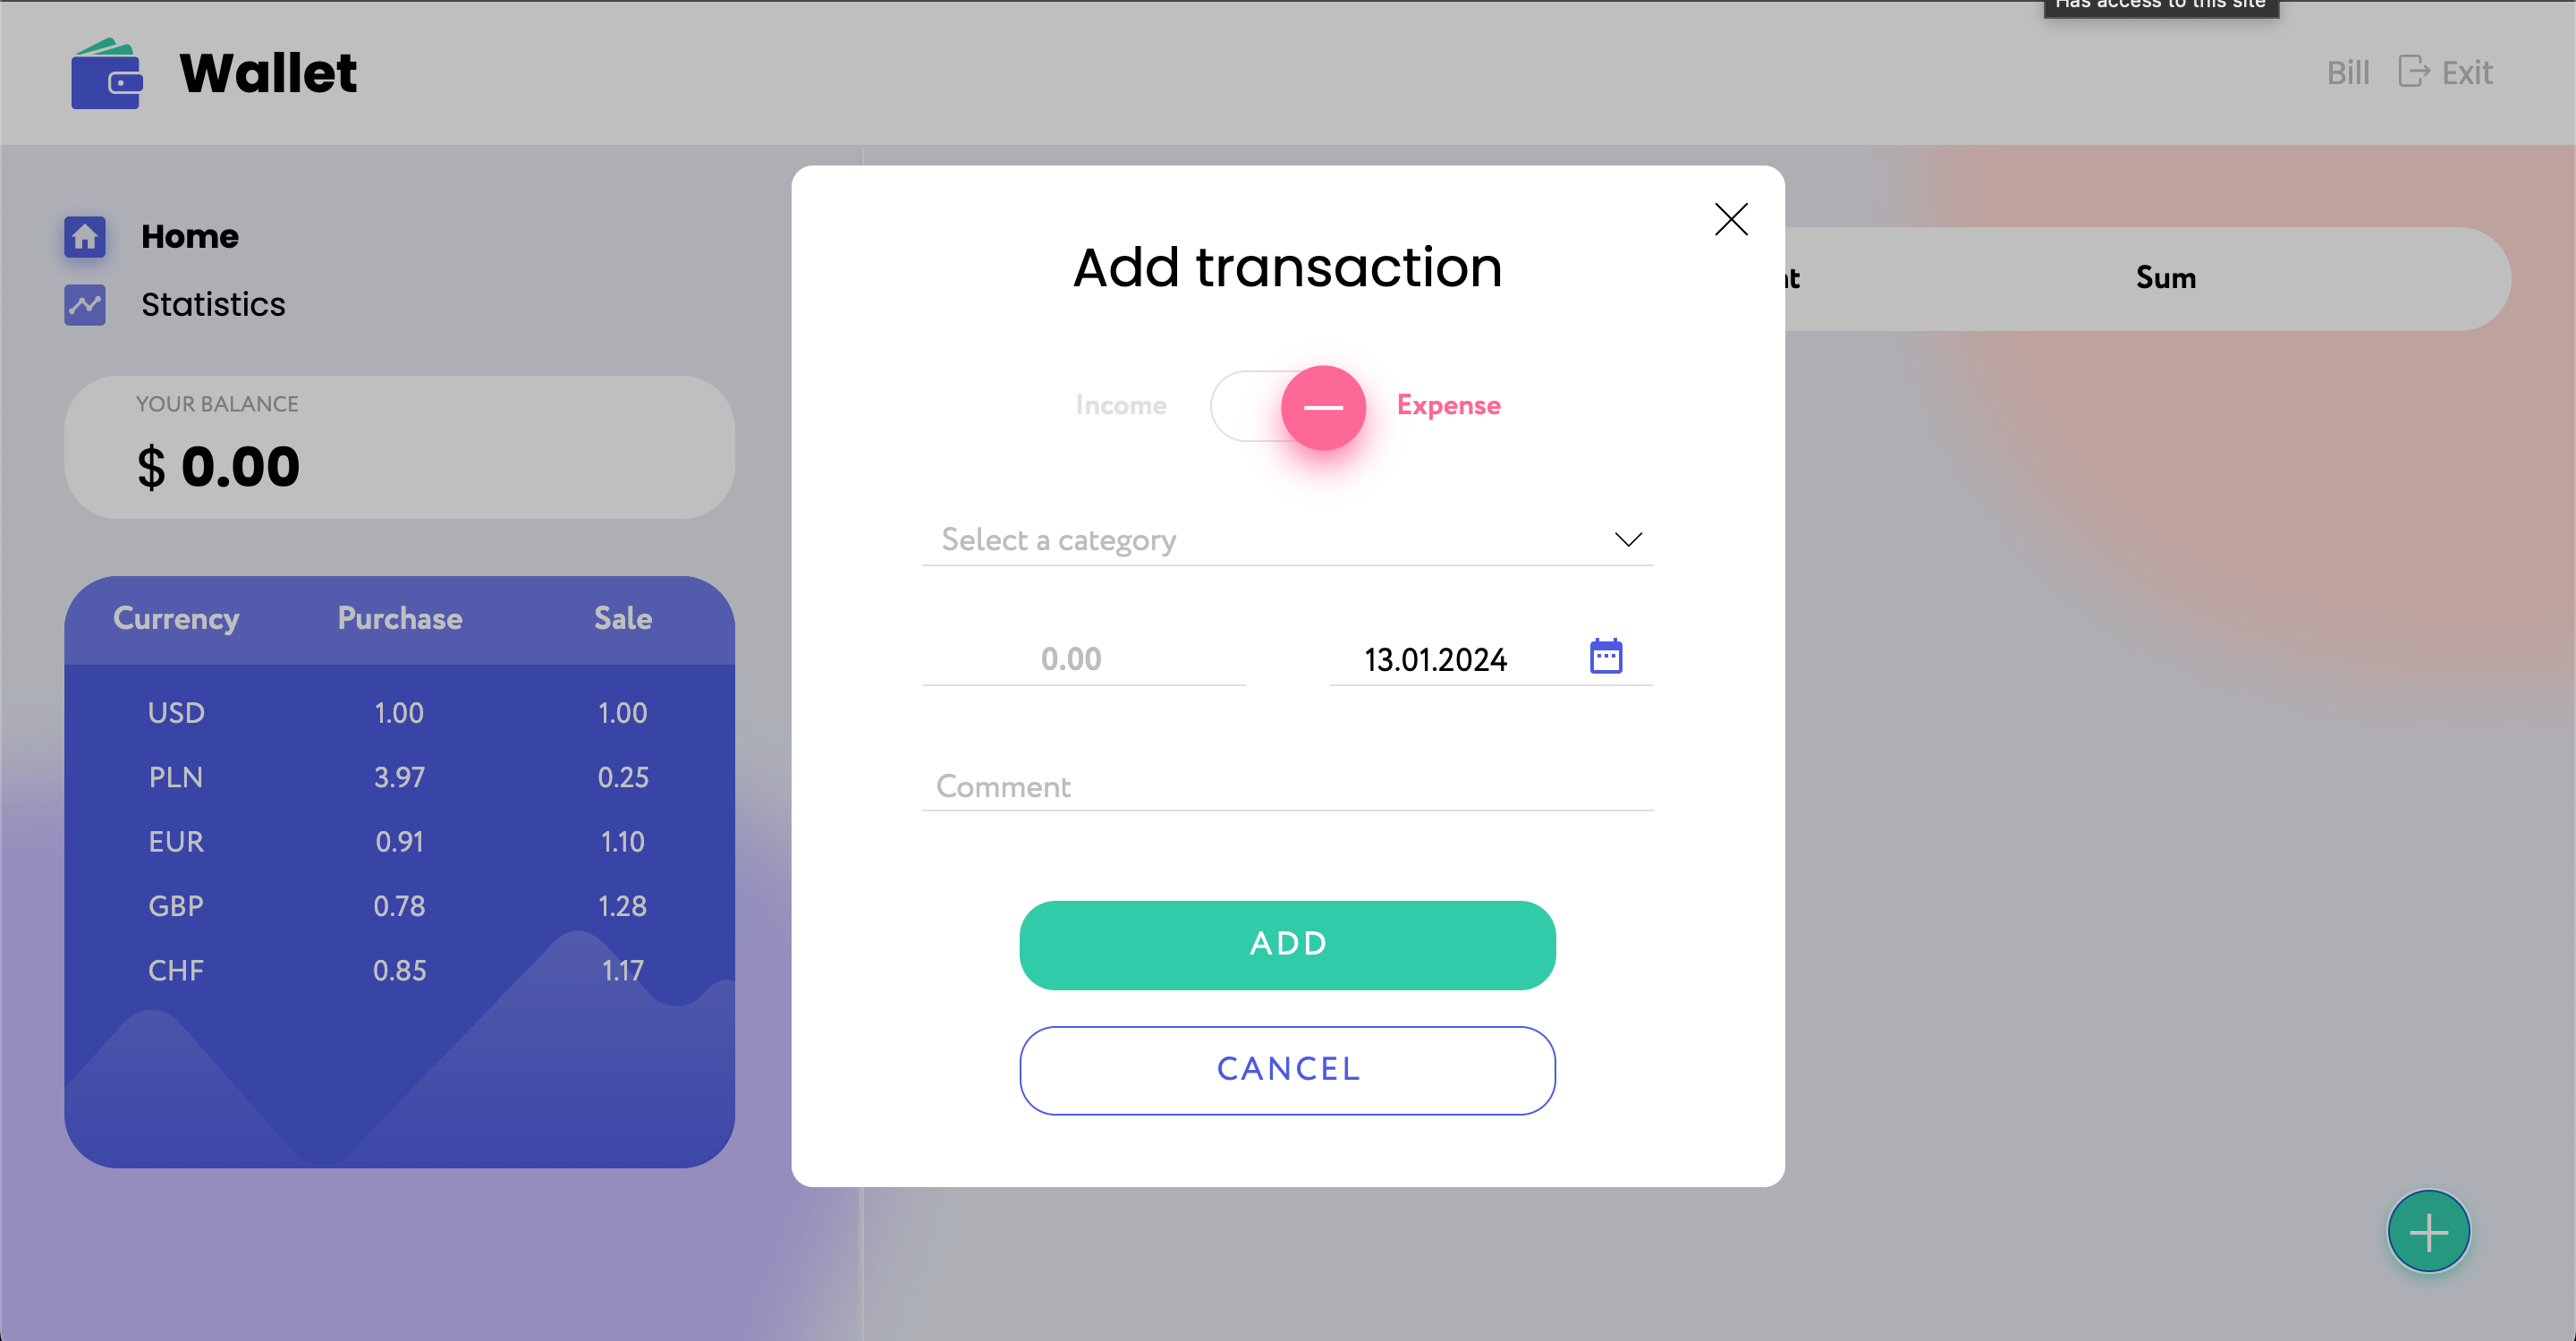 Has access to this site
Wallet
Bill Exit
Home
Statistics
YOUR BALANCE
$ 0.00
Currency Purchase Sale
USD 1.00 1.00
PLN 3.97 0.25
EUR 0.91 1.10
GBP 0.78 1.28
CHF 0.85 1.17
Sum
Add transaction
Income Expense
Select a category
0.00 13.01.2024
Comment
ADD
CANCEL